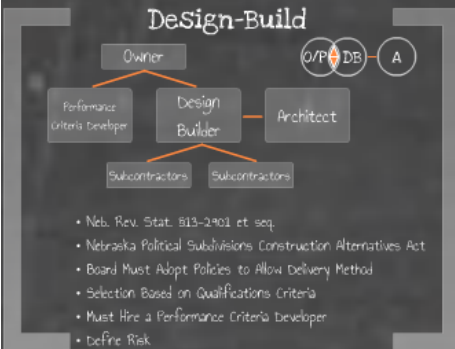 Design-Build
Owner
O/P DB A
Performance
Criteria Developer
Design
Builder
Architect
Subcontractors
Subcontractors
• Neb. Rev. Stat. §13-2901 et seq.
• Nebraska Political Subdivisions Construction Alternatives Act
• Board Must Adopt Policies to Allow Delivery Method
• Selection Based on Qualifications Criteria
• Must Hire a Performance Criteria Developer
• Define Risk